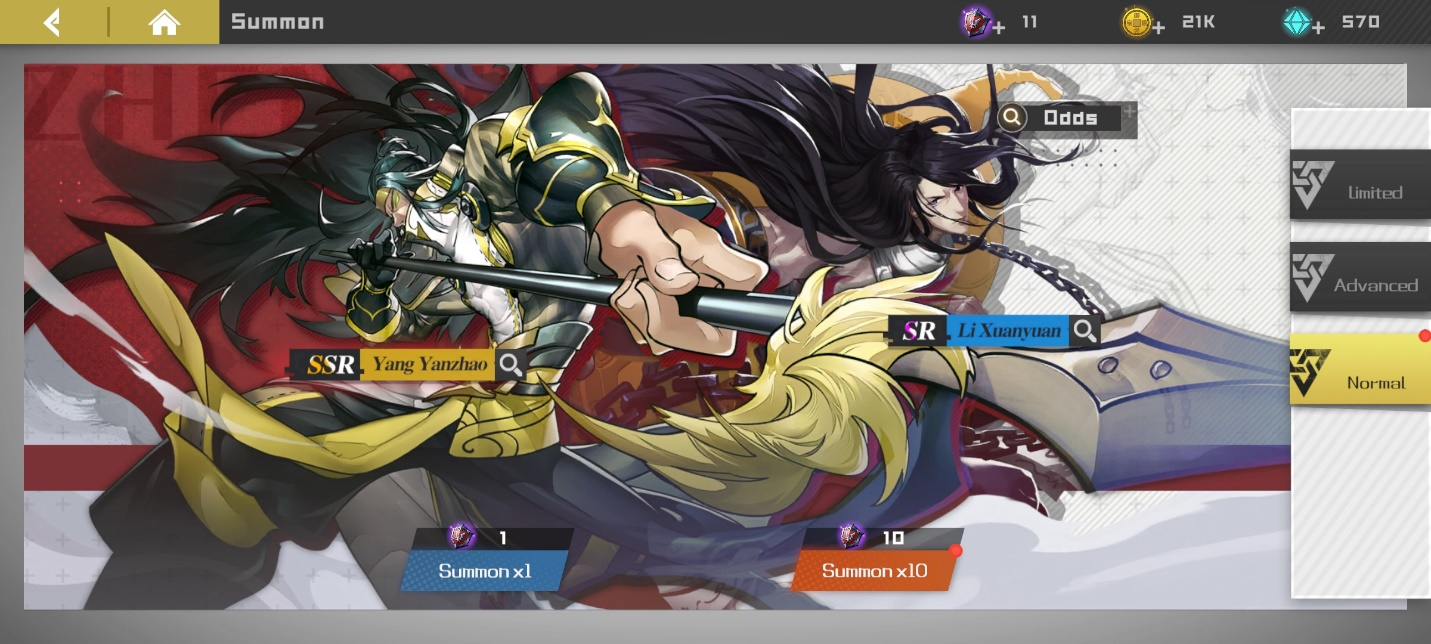 Summon
11
21K
570
ZHI
Odds
Limited
Advanced
Normal
SR Li Xuanyuan
SSR Yang Yanzhao
1
Summon x1
10
Summon x10